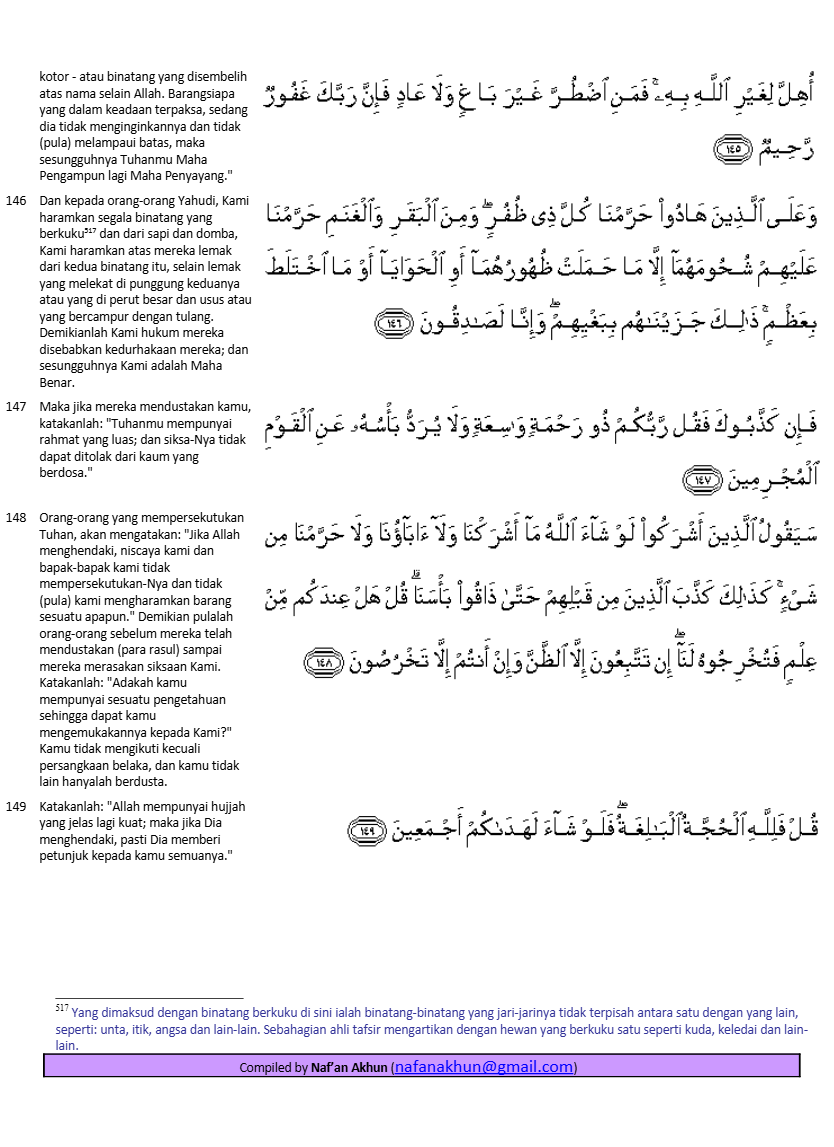 kotor - atau binatang yang disembelih
atas nama selain Allah. Barangsiapa
yang dalam keadaan terpaksa, sedang
dia tidak menginginkannya dan tidak
(pula) melampaui batas, maka
sesungguhnya Tuhanmu Maha
Pengampun lagi Maha Penyayang."
أُهِلَّ لِغَيْرِ ٱللَّهِ بِهِۦ ۚ فَمَنِ ٱضْطُرَّ غَيْرَ بَاغٍ وَلَا عَادٍ فَإِنَّ رَبَّكَ غَفُورٌ
رَّحِيمٌ ﴿١٤٥﴾
146 Dan kepada orang-orang Yahudi, Kami
haramkan segala binatang yang
berkuku⁵¹⁷ dan dari sapi dan domba,
Kami haramkan atas mereka lemak
dari kedua binatang itu, selain lemak
yang melekat di punggung keduanya
atau yang di perut besar dan usus atau
yang bercampur dengan tulang.
Demikianlah Kami hukum mereka
disebabkan kedurhakaan mereka; dan
sesungguhnya Kami adalah Maha
Benar.
وَعَلَى ٱلَّذِينَ هَادُوا۟ حَرَّمْنَا كُلَّ ذِى ظُفُرٍ ۖ وَمِنَ ٱلْبَقَرِ وَٱلْغَنَمِ حَرَّمْنَا
عَلَيْهِمْ شُحُومَهُمَآ إِلَّا مَا حَمَلَتْ ظُهُورُهُمَآ أَوِ ٱلْحَوَايَآ أَوْ مَا ٱخْتَلَطَ
بِعَظْمٍ ۚ ذَٰلِكَ جَزَيْنَٰهُم بِبَغْيِهِمْ ۖ وَإِنَّا لَصَٰدِقُونَ ﴿١٤٦﴾
147 Maka jika mereka mendustakan kamu,
katakanlah: "Tuhanmu mempunyai
rahmat yang luas; dan siksa-Nya tidak
dapat ditolak dari kaum yang
berdosa."
فَإِن كَذَّبُوكَ فَقُل رَّبُّكُمْ ذُو رَحْمَةٍ وَٰسِعَةٍ وَلَا يُرَدُّ بَأْسُهُۥ عَنِ ٱلْقَوْمِ
ٱلْمُجْرِمِينَ ﴿١٤٧﴾
148 Orang-orang yang mempersekutukan
Tuhan, akan mengatakan: "Jika Allah
menghendaki, niscaya kami dan
bapak-bapak kami tidak
mempersekutukan-Nya dan tidak
(pula) kami mengharamkan barang
sesuatu apapun." Demikian pulalah
orang-orang sebelum mereka telah
mendustakan (para rasul) sampai
mereka merasakan siksaan Kami.
Katakanlah: "Adakah kamu
mempunyai sesuatu pengetahuan
sehingga dapat kamu
mengemukakannya kepada Kami?"
Kamu tidak mengikuti kecuali
persangkaan belaka, dan kamu tidak
lain hanyalah berdusta.
سَيَقُولُ ٱلَّذِينَ أَشْرَكُوا۟ لَوْ شَآءَ ٱللَّهُ مَآ أَشْرَكْنَا وَلَآ ءَابَآؤُنَا وَلَا حَرَّمْنَا مِن
شَىْءٍ ۚ كَذَٰلِكَ كَذَّبَ ٱلَّذِينَ مِن قَبْلِهِمْ حَتَّىٰ ذَاقُوا۟ بَأْسَنَا ۗ قُلْ هَلْ عِندَكُم مِّنْ
عِلْمٍ فَتُخْرِجُوهُ لَنَآ ۖ إِن تَتَّبِعُونَ إِلَّا ٱلظَّنَّ وَإِنْ أَنتُمْ إِلَّا تَخْرُصُونَ ﴿١٤٨﴾
149 Katakanlah: "Allah mempunyai hujjah
yang jelas lagi kuat; maka jika Dia
menghendaki, pasti Dia memberi
petunjuk kepada kamu semuanya."
قُلْ فَلِلَّهِ ٱلْحُجَّةُ ٱلْبَٰلِغَةُ ۖ فَلَوْ شَآءَ لَهَدَىٰكُمْ أَجْمَعِينَ ﴿١٤٩﴾
⁵¹⁷ Yang dimaksud dengan binatang berkuku di sini ialah binatang-binatang yang jari-jarinya tidak terpisah antara satu dengan yang lain,
seperti: unta, itik, angsa dan lain-lain. Sebahagian ahli tafsir mengartikan dengan hewan yang berkuku satu seperti kuda, keledai dan lain-
lain.
Compiled by Naf’an Akhun (nafanakhun@gmail.com)